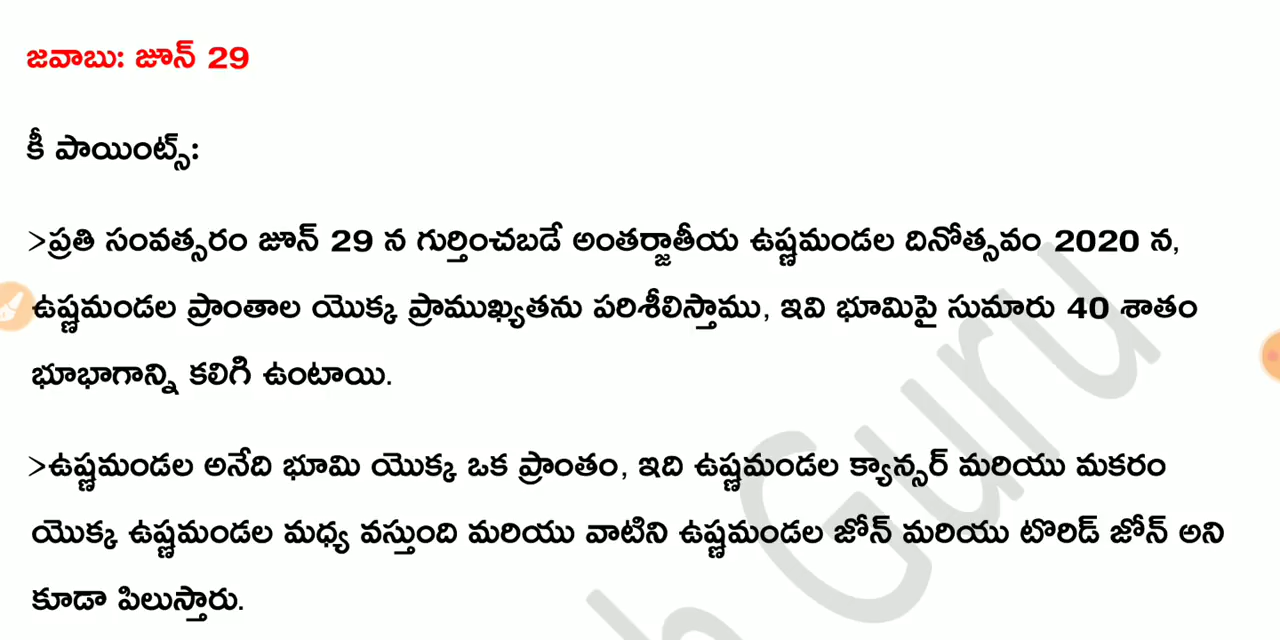 జవాబు: జూన్ 29
కీ పాయింట్స్:
>ప్రతి సంవత్సరం జూన్ 29 న గుర్తించబడే అంతర్జాతీయ ఉష్ణమండల దినోత్సవం 2020 న,
ఉష్ణమండల ప్రాంతాల యొక్క ప్రాముఖ్యతను పరిశీలిస్తాము, ఇవి భూమిపై సుమారు 40 శాతం
భూభాగాన్ని కలిగి ఉంటాయి.
>ఉష్ణమండల అనేది భూమి యొక్క ఒక ప్రాంతం, ఇది ఉష్ణమండల క్యాన్సర్ మరియు మకరం
యొక్క ఉష్ణమండల మధ్య వస్తుంది మరియు వాటిని ఉష్ణమండల జోన్ మరియు టొరిడ్ జోన్ అని
కూడా పిలుస్తారు.
Guru